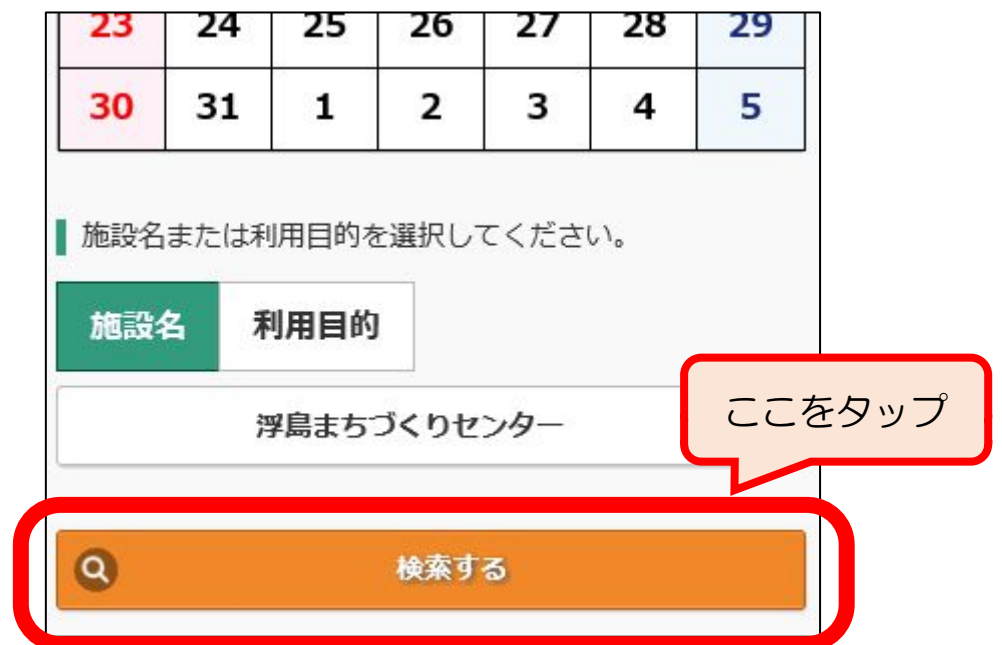 23 24 25 26 27 28 29
30 31 1 2 3 4 5
施設名または利用目的を選択してください。
施設名 利用目的
浮島まちづくりセンター
ここをタップ
検索する